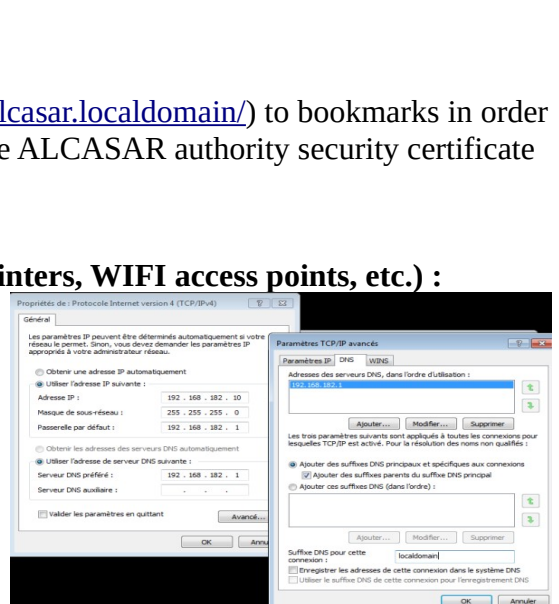 lcasar.localdomain/) to bookmarks in order
e ALCASAR authority security certificate
inters, WIFI access points, etc.) :
Propriétés de : Protocole Internet version 4 (TCP/IPv4)
Général
Les paramètres IP peuvent être déterminés automatiquement si votre
réseau le permet. Sinon, vous devez demander les paramètres IP
appropriés à votre administrateur réseau.
Obtenir une adresse IP automatiquement
Utiliser l'adresse IP suivante :
Adresse IP : 192 . 168 . 182 . 10
Masque de sous-réseau : 255 . 255 . 255 . 0
Passerelle par défaut : 192 . 168 . 182 . 1
Obtenir les adresses des serveurs DNS automatiquement
Utiliser l'adresse de serveur DNS suivante :
Serveur DNS préféré : 192 . 168 . 182 . 1
Serveur DNS auxiliaire : . . .
Valider les paramètres en quittant
Avancé...
OK Annu
Paramètres TCP/IP avancés
Paramètres IP DNS WINS
Adresses des serveurs DNS, dans l'ordre d'utilisation :
192.168.182.1
Ajouter... Modifier... Supprimer
Les trois paramètres suivants sont appliqués à toutes les connexions pour
lesquelles TCP/IP est activé. Pour la résolution des noms non qualifiés :
Ajouter des suffixes DNS principaux et spécifiques aux connexions
Ajouter des suffixes parents du suffixe DNS principal
Ajouter ces suffixes DNS (dans l'ordre) :
Ajouter... Modifier... Supprimer
Suffixe DNS pour cette
connexion : localdomain
Enregistrer les adresses de cette connexion dans le système DNS
Utiliser le suffixe DNS de cette connexion pour l'enregistrement DNS
OK Annuler